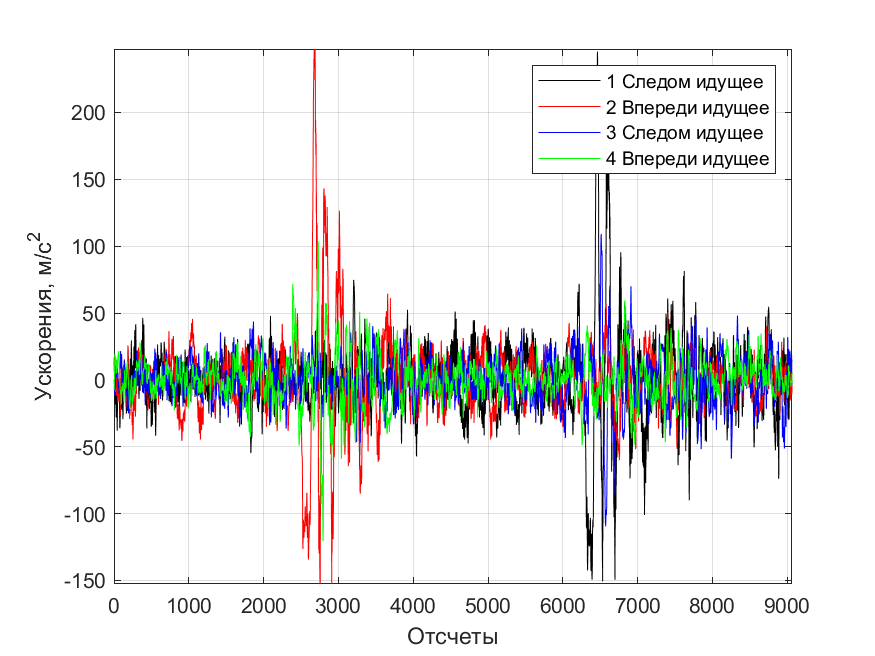 200
150
100
50
0
-50
-100
-150
Ускорения, м/с²
0 1000 2000 3000 4000 5000 6000 7000 8000 9000
Отсчеты
1 Следом идущее
2 Впереди идущее
3 Следом идущее
4 Впереди идущее